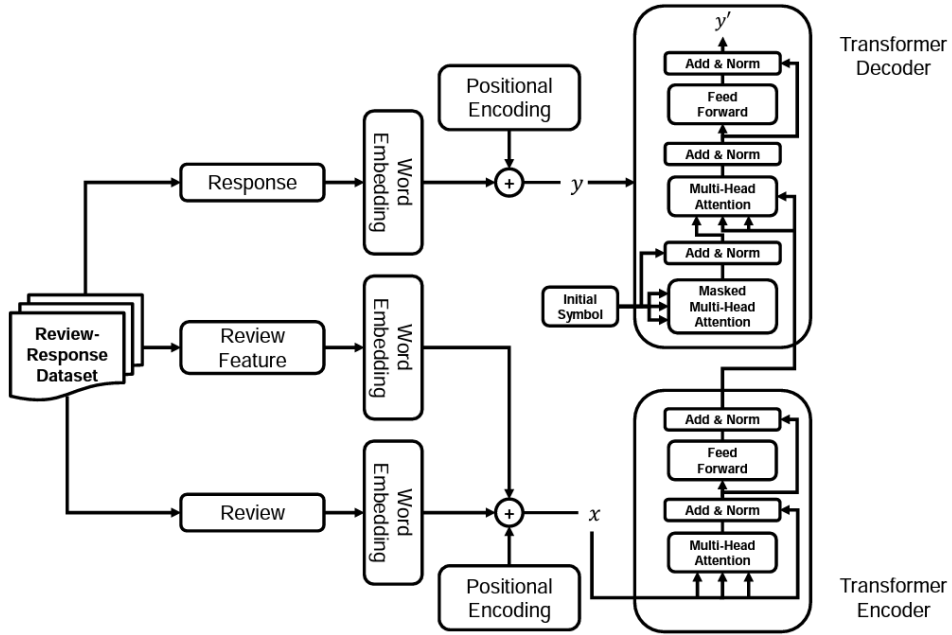 Review-
Response
Dataset
Response
Review
Feature
Review
Word
Embedding
Word
Embedding
Word
Embedding
Positional
Encoding
+
y
+
x
Positional
Encoding
Initial
Symbol
y′
Add & Norm
Feed
Forward
Add & Norm
Multi-Head
Attention
Add & Norm
Masked
Multi-Head
Attention
Transformer
Decoder
Add & Norm
Feed
Forward
Add & Norm
Multi-Head
Attention
Transformer
Encoder